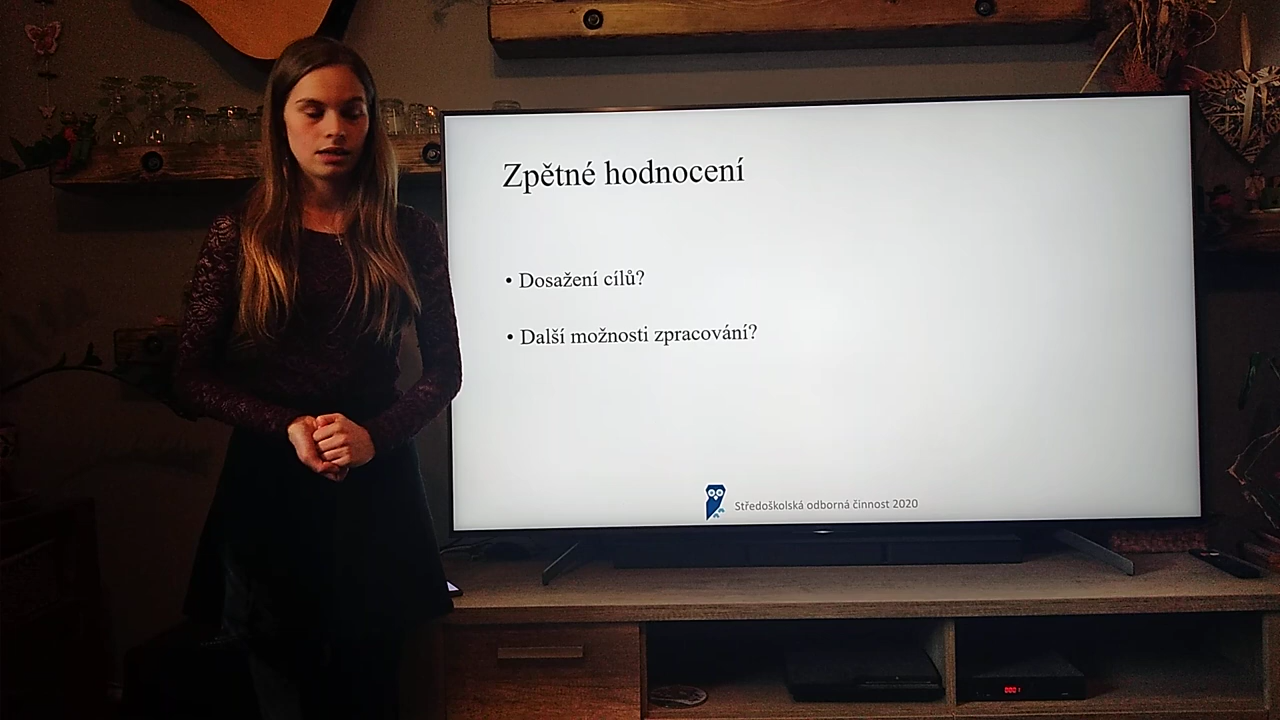 Zpětné hodnocení
• Dosažení cílů?
• Další možnosti zpracování?
Středoškolská odborná činnost 2020